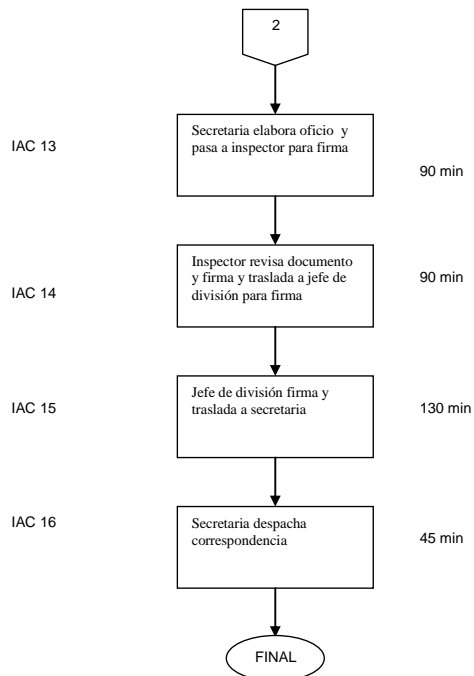 2
IAC 13
Secretaria elabora oficio y
pasa a inspector para firma
90 min
IAC 14
Inspector revisa documento
y firma y traslada a jefe de
división para firma
90 min
IAC 15
Jefe de división firma y
traslada a secretaria
130 min
IAC 16
Secretaria despacha
correspondencia
45 min
FINAL